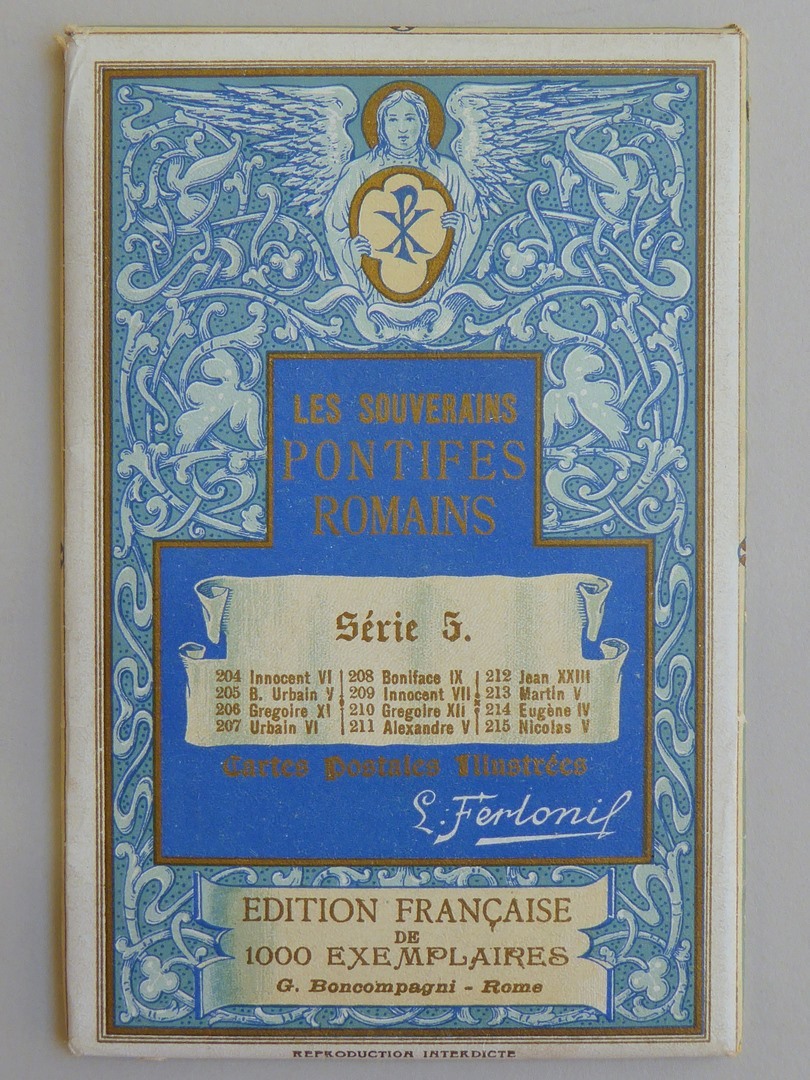 LES SOUVERAINS
PONTIFES
ROMAINS
Série 5.
204 Innocent VI
205 B. Urbain V
206 Gregoire XI
207 Urbain VI
208 Boniface IX
209 Innocent VII
210 Gregoire XII
211 Alexandre V
212 Jean XXIII
213 Martin V
214 Eugène IV
215 Nicolas V
Cartes Postales Illustrées
EDITION FRANÇAISE
DE
1000 EXEMPLAIRES
G. Boncompagni - Rome
REPRODUCTION INTERDICTE